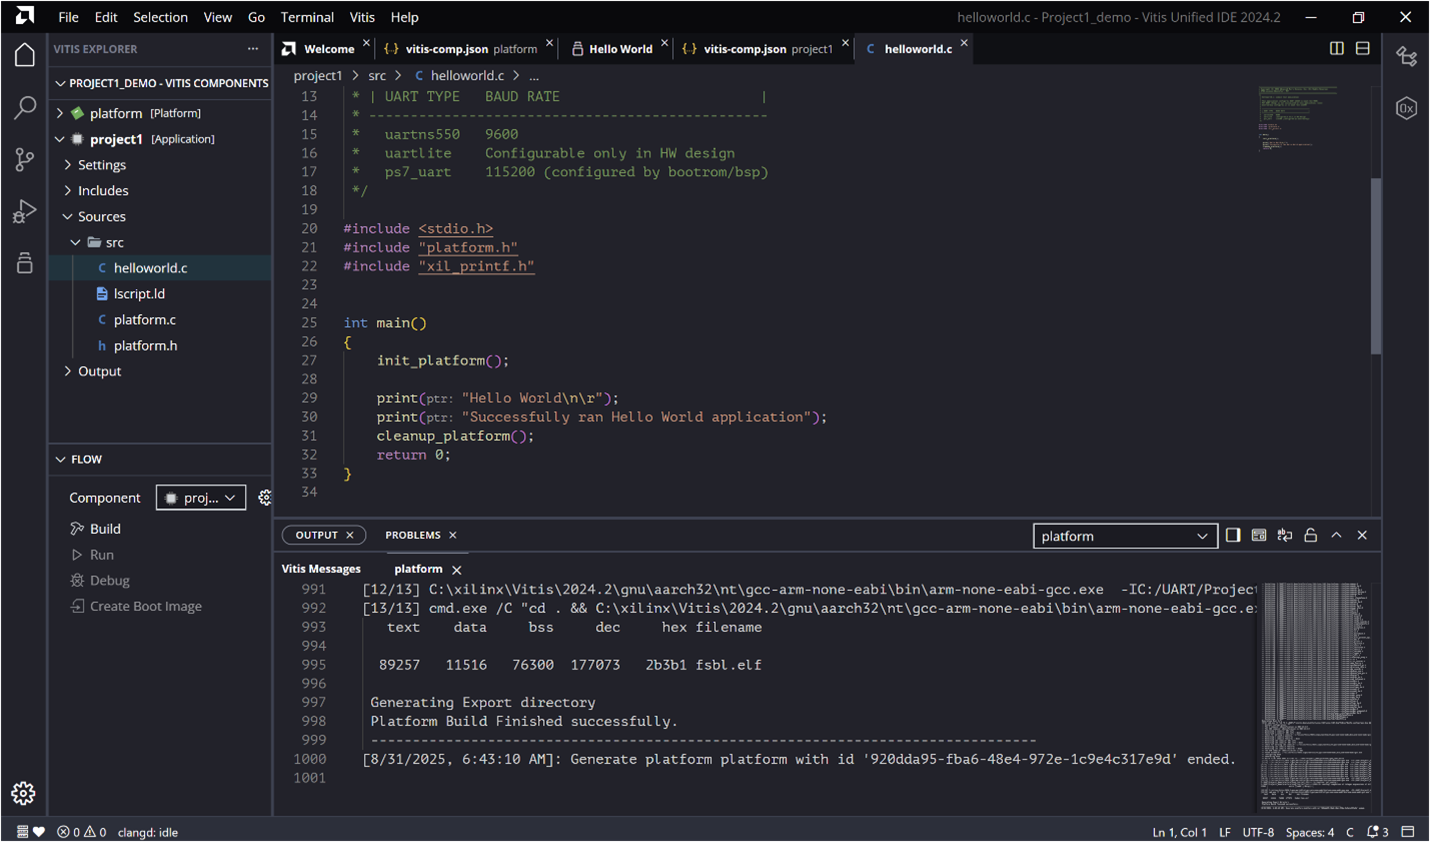 File Edit Selection View Go Terminal Vitis Help
helloworld.c - Project1_demo - Vitis Unified IDE 2024.2
VITIS EXPLORER
PROJECT1_DEMO - VITIS COMPONENTS
platform [Platform]
project1 [Application]
Settings
Includes
Sources
src
helloworld.c
lscript.ld
platform.c
platform.h
Output
FLOW
Component proj...
Build
Run
Debug
Create Boot Image
Welcome
{..} vitis-comp.json platform
Hello World
{..} vitis-comp.json project1
C helloworld.c
project1 > src > C helloworld.c > ...
13 * | UART TYPE BAUD RATE |
14 * ------------------------------------------------
15 * uartns550 9600
16 * uartlite Configurable only in HW design
17 * ps7_uart 115200 (configured by bootrom/bsp)
18 */
19
20 #include <stdio.h>
21 #include "platform.h"
22 #include "xil_printf.h"
23
24
25 int main()
26 {
27 init_platform();
28
29 print(ptr: "Hello World\n\r");
30 print(ptr: "Successfully ran Hello World application");
31 cleanup_platform();
32 return 0;
33 }
34
OUTPUT
PROBLEMS
platform
Vitis Messages
platform
991 [12/13] C:\xilinx\Vitis\2024.2\gnu\aarch32\nt\gcc-arm-none-eabi\bin\arm-none-eabi-gcc.exe -IC:/UART/Project
992 [13/13] cmd.exe /C "cd . && C:\xilinx\Vitis\2024.2\gnu\aarch32\nt\gcc-arm-none-eabi\bin\arm-none-eabi-gcc.ex
993 text data bss dec hex filename
994
995 89257 11516 76300 177073 2b3b1 fsbl.elf
996
997 Generating Export directory
998 Platform Build Finished successfully.
999 --------------------------------------------------------------------------------
1000 [8/31/2025, 6:43:10 AM]: Generate platform platform with id '920dda95-fba6-48e4-972e-1c9e4c317e9d' ended.
1001
0 0 clangd: idle
Ln 1, Col 1 LF UTF-8 Spaces: 4 C 3